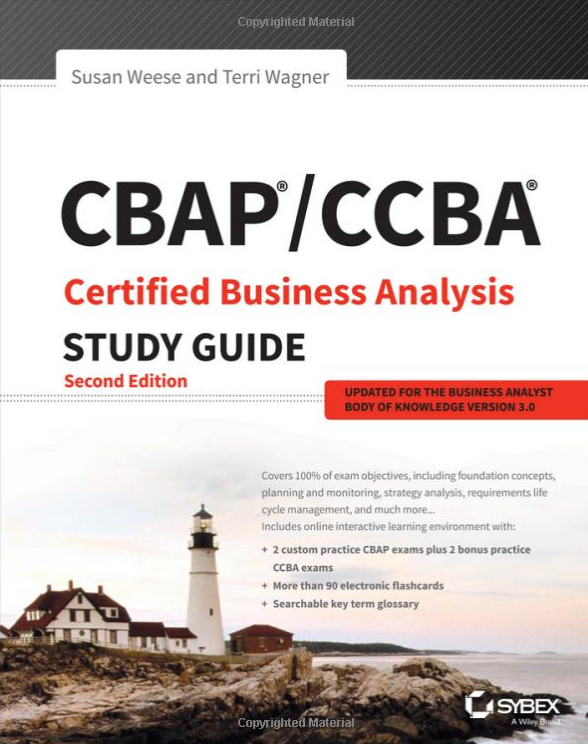 Copyrighted Material
Susan Weese and Terri Wagner
CBAP®/CCBA®
Certified Business Analysis
STUDY GUIDE
Second Edition
UPDATED FOR THE BUSINESS ANALYST
BODY OF KNOWLEDGE VERSION 3.0
Covers 100% of exam objectives, including foundation concepts,
planning and monitoring, strategy analysis, requirements life
cycle management, and much more...
Includes online interactive learning environment with:
+ 2 custom practice CBAP exams plus 2 bonus practice
CCBA exams
+ More than 90 electronic flashcards
+ Searchable key term glossary
SYBEX
A Wiley Brand
Copyrighted Material